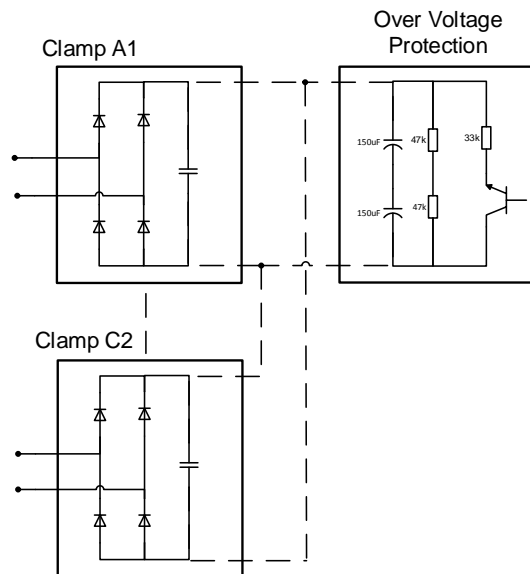 Clamp A1
Over Voltage
Protection
150uF
47k
33k
150uF
47k
Clamp C2